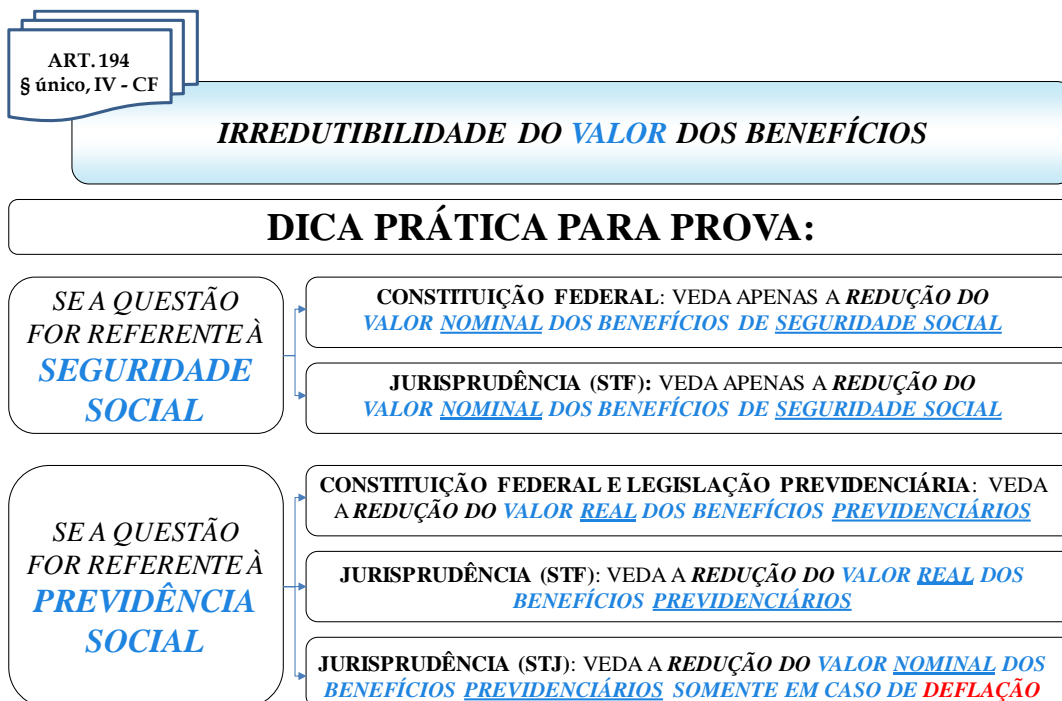 ART. 194
§ único, IV - CF
IRREDUTIBILIDADE DO VALOR DOS BENEFÍCIOS
DICA PRÁTICA PARA PROVA:
SE A QUESTÃO
FOR REFERENTE À
SEGURIDADE
SOCIAL
CONSTITUIÇÃO FEDERAL: VEDA APENAS A REDUÇÃO DO
VALOR NOMINAL DOS BENEFÍCIOS DE SEGURIDADE SOCIAL
JURISPRUDÊNCIA (STF): VEDA APENAS A REDUÇÃO DO
VALOR NOMINAL DOS BENEFÍCIOS DE SEGURIDADE SOCIAL
SE A QUESTÃO
FOR REFERENTE À
PREVIDÊNCIA
SOCIAL
CONSTITUIÇÃO FEDERAL E LEGISLAÇÃO PREVIDENCIÁRIA: VEDA
A REDUÇÃO DO VALOR REAL DOS BENEFÍCIOS PREVIDENCIÁRIOS
JURISPRUDÊNCIA (STF): VEDA A REDUÇÃO DO VALOR REAL DOS
BENEFÍCIOS PREVIDENCIÁRIOS
JURISPRUDÊNCIA (STJ): VEDA A REDUÇÃO DO VALOR NOMINAL DOS
BENEFÍCIOS PREVIDENCIÁRIOS SOMENTE EM CASO DE DEFLAÇÃO